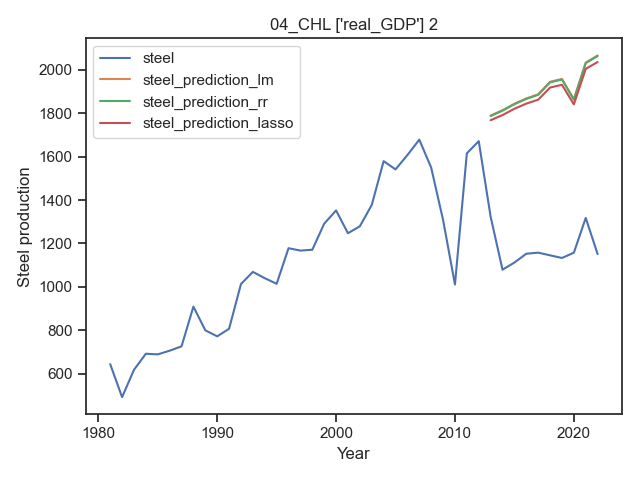 04_CHL ['real_GDP'] 2
steel
steel_prediction_lm
steel_prediction_rr
steel_prediction_lasso
Steel production
2000
1800
1600
1400
1200
1000
800
600
1980
1990
2000
2010
2020
Year